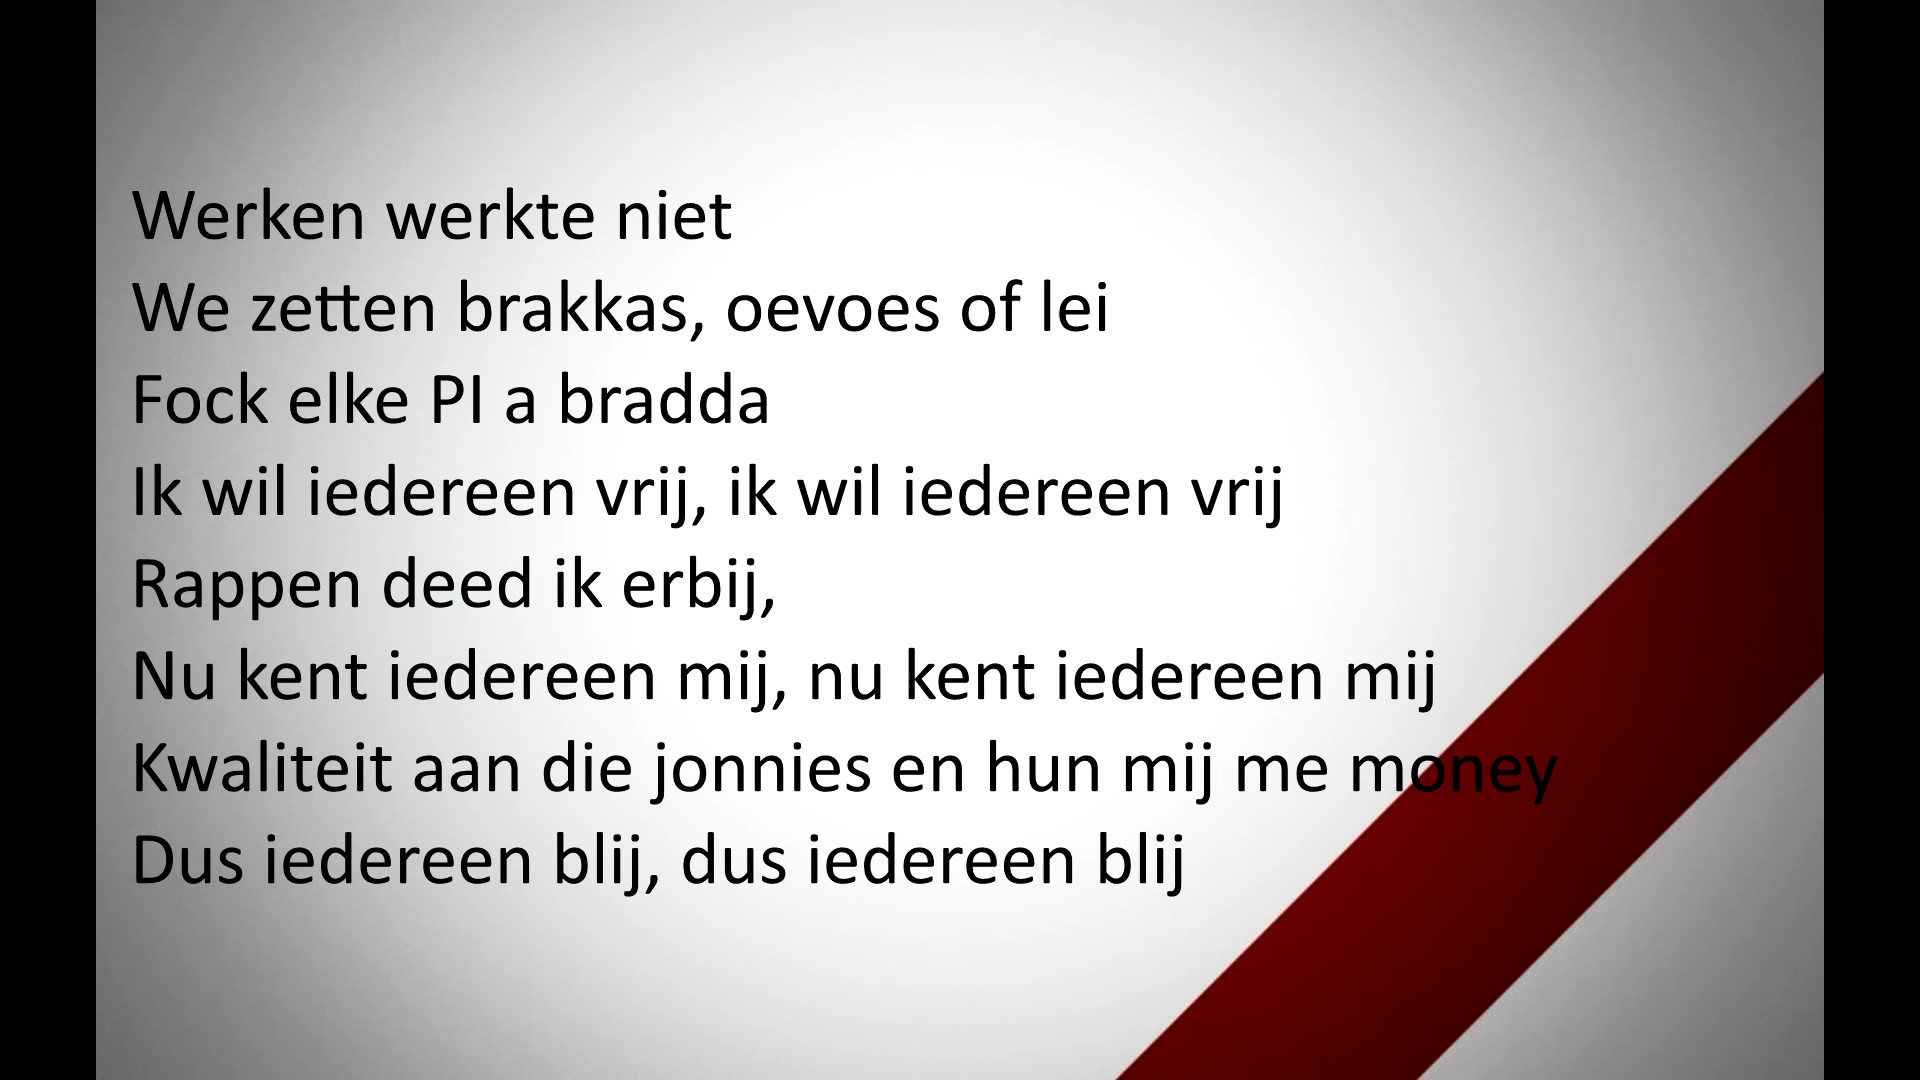 Werken werkte niet
We zetten brakkas, oevoes of lei
Fock elke PI a bradda
Ik wil iedereen vrij, ik wil iedereen vrij
Rappen deed ik erbij,
Nu kent iedereen mij, nu kent iedereen mij
Kwaliteit aan die jonnies en hun mij me money
Dus iedereen blij, dus iedereen blij